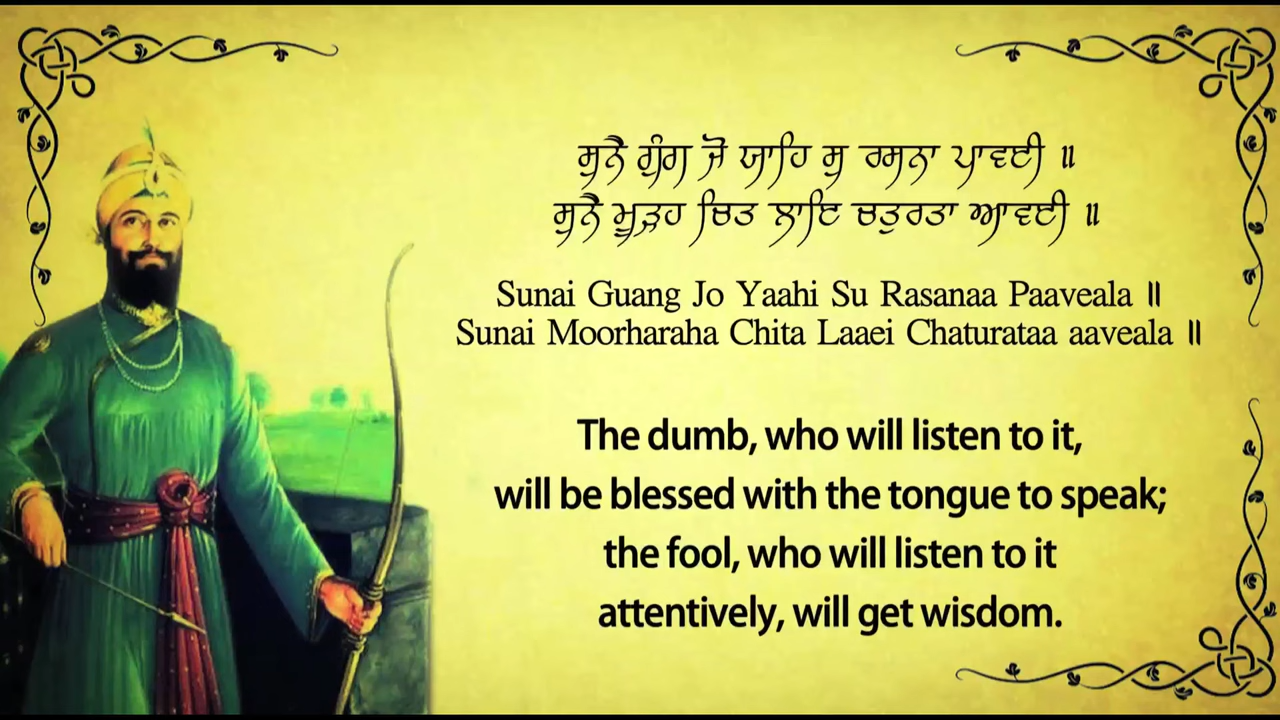 ਸੁਨੈ ਗੁੰਗ ਜੋ ਯਾਹਿ ਸੁ ਰਸਨਾ ਪਾਵਈ ॥
ਸੁਨੈ ਮੂੜਹ ਚਿਤ ਲਾਇ ਚਤੁਰਤਾ ਆਵਈ ॥
Sunai Guang Jo Yaahi Su Rasanaa Paaveala ॥
Sunai Moorharaha Chita Laaei Chaturataa aaveala ॥
The dumb, who will listen to it,
will be blessed with the tongue to speak;
the fool, who will listen to it
attentively, will get wisdom.